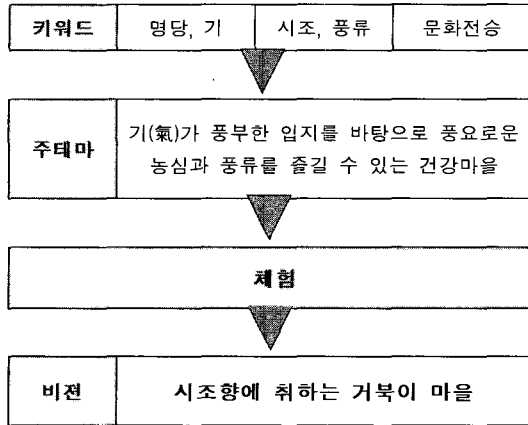 키워드 명당, 기 시조, 풍류 문화전승
주테마 기(氣)가 풍부한 입지를 바탕으로 풍요로운
농심과 풍류를 즐길 수 있는 건강마을
체험
비젼 시조향에 취하는 거북이 마을